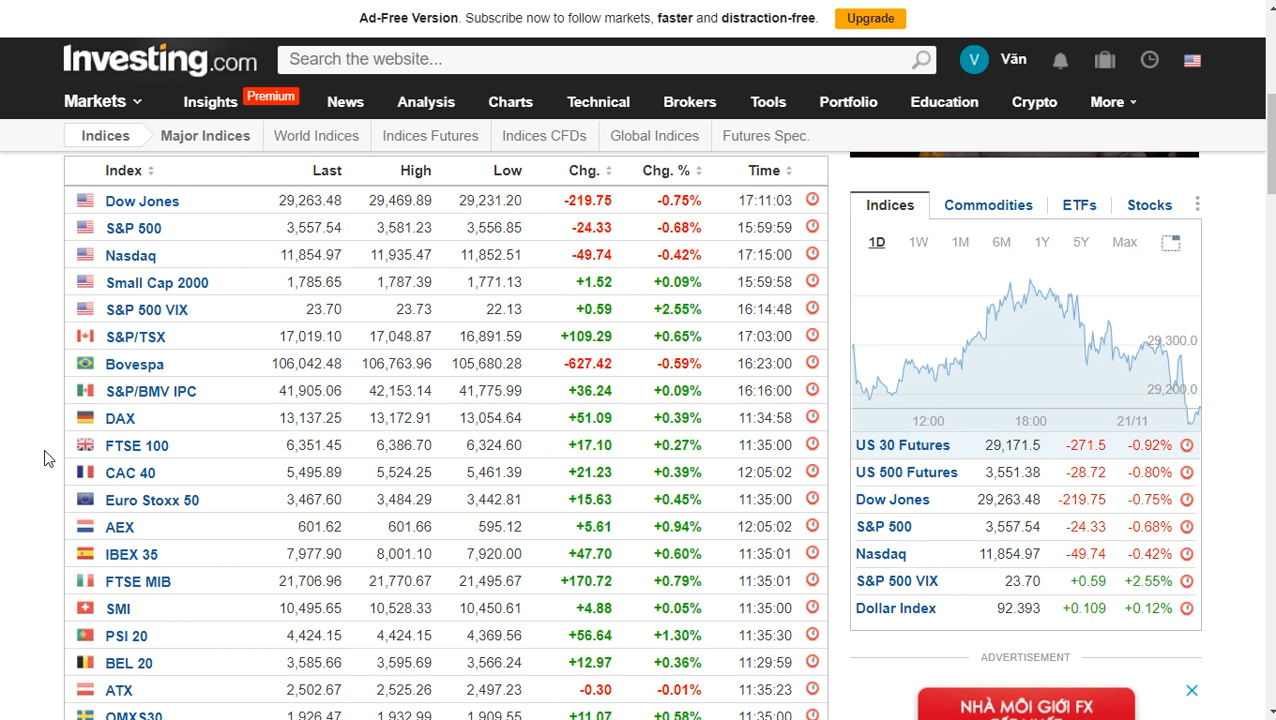 Ad-Free Version. Subscribe now to follow markets, faster and distraction-free. Upgrade
Investing.com Search the website... V Văn
Markets Insights Premium News Analysis Charts Technical Brokers Tools Portfolio Education Crypto More
Indices Major Indices World Indices Indices Futures Indices CFDs Global Indices Futures Spec.
Index Last High Low Chg. Chg. % Time
Dow Jones 29,263.48 29,469.89 29,231.20 -219.75 -0.75% 17:11:03
S&P 500 3,557.54 3,581.23 3,556.85 -24.33 -0.68% 15:59:59
Nasdaq 11,854.97 11,935.47 11,852.51 -49.74 -0.42% 17:15:00
Small Cap 2000 1,785.65 1,787.39 1,771.13 +1.52 +0.09% 15:59:58
S&P 500 VIX 23.70 23.73 22.13 +0.59 +2.55% 16:14:48
S&P/TSX 17,019.10 17,048.87 16,891.59 +109.29 +0.65% 17:03:00
Bovespa 106,042.48 106,763.96 105,680.28 -627.42 -0.59% 16:23:00
S&P/BMV IPC 41,905.06 42,153.14 41,775.99 +36.24 +0.09% 16:16:00
DAX 13,137.25 13,172.91 13,054.64 +51.09 +0.39% 11:34:58
FTSE 100 6,351.45 6,386.70 6,324.60 +17.10 +0.27% 11:35:00
CAC 40 5,495.89 5,524.25 5,461.39 +21.23 +0.39% 12:05:02
Euro Stoxx 50 3,467.60 3,484.29 3,442.81 +15.63 +0.45% 11:35:00
AEX 601.62 601.66 595.12 +5.61 +0.94% 12:05:02
IBEX 35 7,977.90 8,001.10 7,920.00 +47.70 +0.60% 11:35:01
FTSE MIB 21,706.96 21,770.67 21,495.67 +170.72 +0.79% 11:35:01
SMI 10,495.65 10,528.33 10,450.61 +4.88 +0.05% 11:35:00
PSI 20 4,424.15 4,424.15 4,369.56 +56.64 +1.30% 11:35:30
BEL 20 3,585.66 3,595.69 3,566.24 +12.97 +0.36% 11:29:59
ATX 2,502.67 2,525.26 2,497.23 -0.30 -0.01% 11:35:23
OMXS30 1,926.47 1,932.99 1,909.55 +11.07 +0.58% 11:35:00
Indices Commodities ETFs Stocks
1D 1W 1M 6M 1Y 5Y Max
29,300.0
29,200.0
12:00 18:00 21/11
US 30 Futures 29,171.5 -271.5 -0.92%
US 500 Futures 3,551.38 -28.72 -0.80%
Dow Jones 29,263.48 -219.75 -0.75%
S&P 500 3,557.54 -24.33 -0.68%
Nasdaq 11,854.97 -49.74 -0.42%
S&P 500 VIX 23.70 +0.59 +2.55%
Dollar Index 92.393 +0.109 +0.12%
ADVERTISEMENT
NHÀ MÔI GIỚI FX